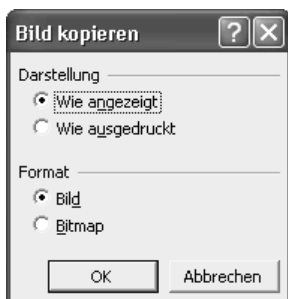 Bild kopieren
Darstellung
Wie angezeigt
Wie ausgedruckt
Format
Bild
Bitmap
OK Abbrechen